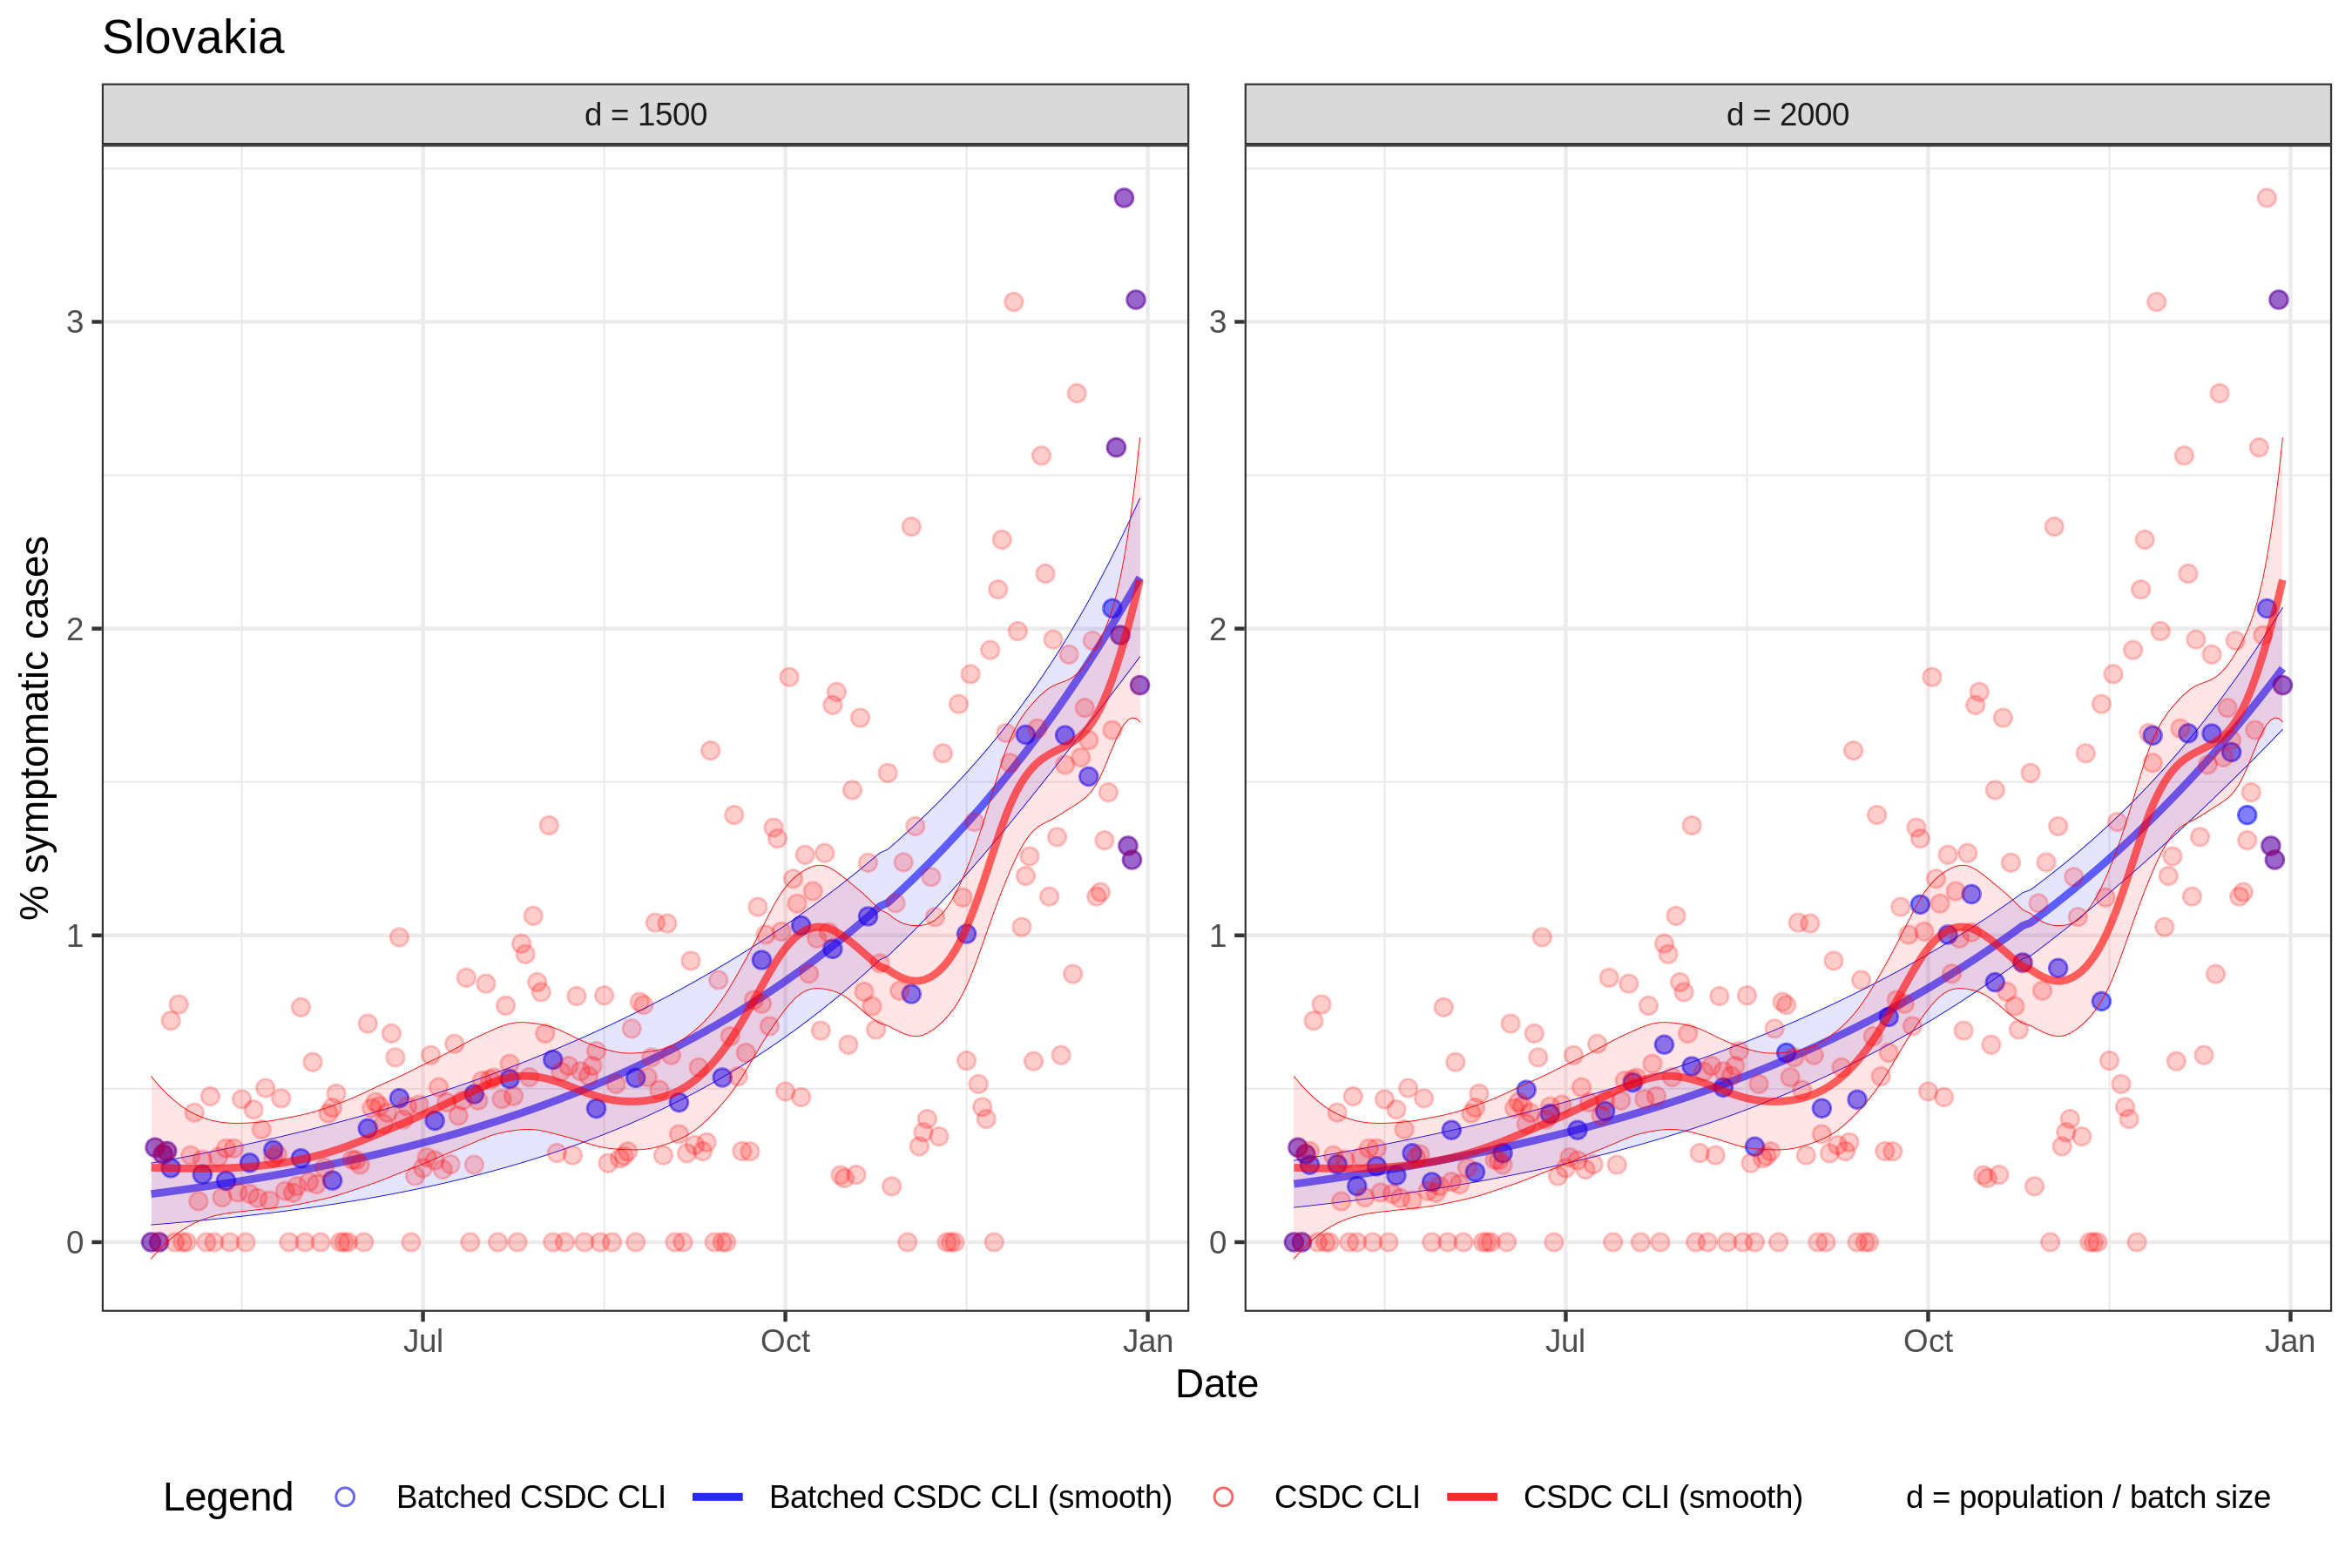 Slovakia
d = 1500
d = 2000
% symptomatic cases
3
2
1
0
3
2
1
0
Jul
Oct
Jan
Jul
Oct
Jan
Date
Legend
Batched CSDC CLI
Batched CSDC CLI (smooth)
CSDC CLI
CSDC CLI (smooth)
d = population / batch size